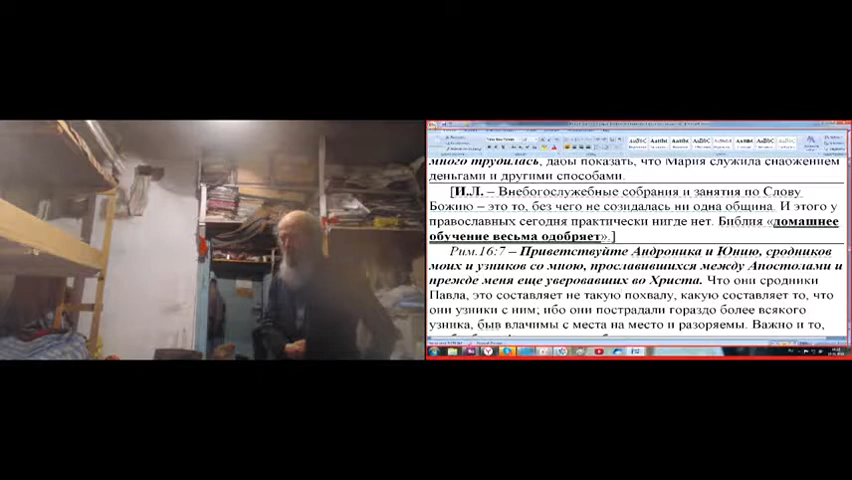 много трудилась, дабы показать, что Мария служила снабжением
деньгами и другими способами.
[И.Л. – Внебогослужебные собрания и занятия по Слову
Божию – это то, без чего не созидалась ни одна община. И этого у
православных сегодня практически нигде нет. Библия «домашнее
обучение весьма одобряет».]
Рим.16:7 – Приветствуйте Андроника и Юнию, сродников
моих и узников со мною, прославившихся между Апостолами и
прежде меня еще уверовавших во Христа. Что они сродники
Павла, это составляет не такую похвалу, какую составляет то, что
они узники с ним; ибо они пострадали гораздо более всякого
узника, быв влачимы с места на место и разоряемы. Важно и то,